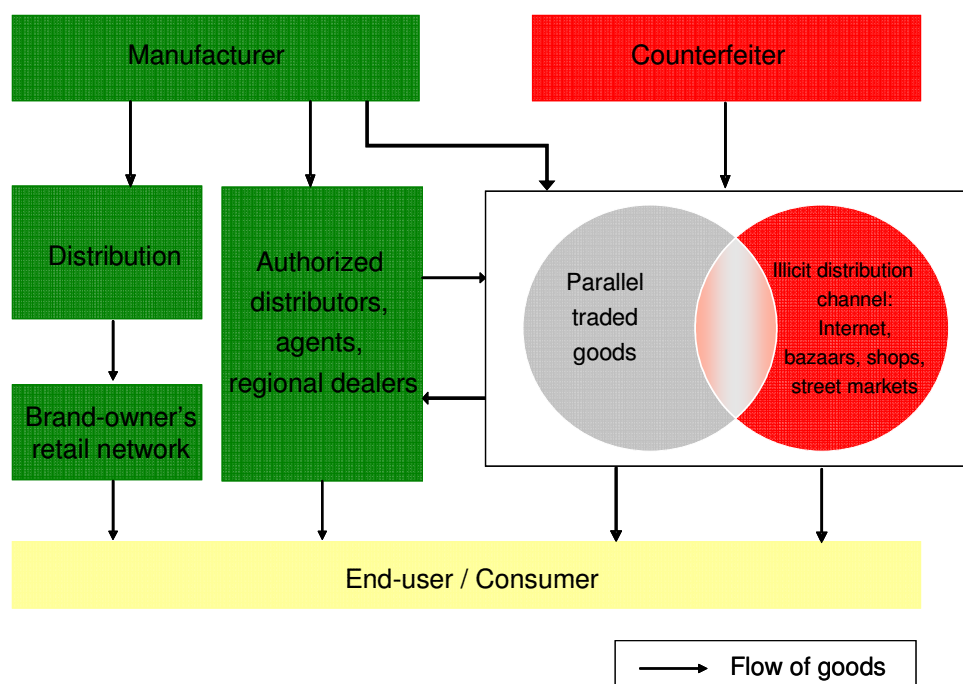 Manufacturer
Counterfeiter
Distribution
Authorized
distributors,
agents,
regional dealers
Parallel
traded
goods
Illicit distribution
channel:
Internet,
bazaars, shops,
street markets
Brand-owner's
retail network
End-user / Consumer
Flow of goods